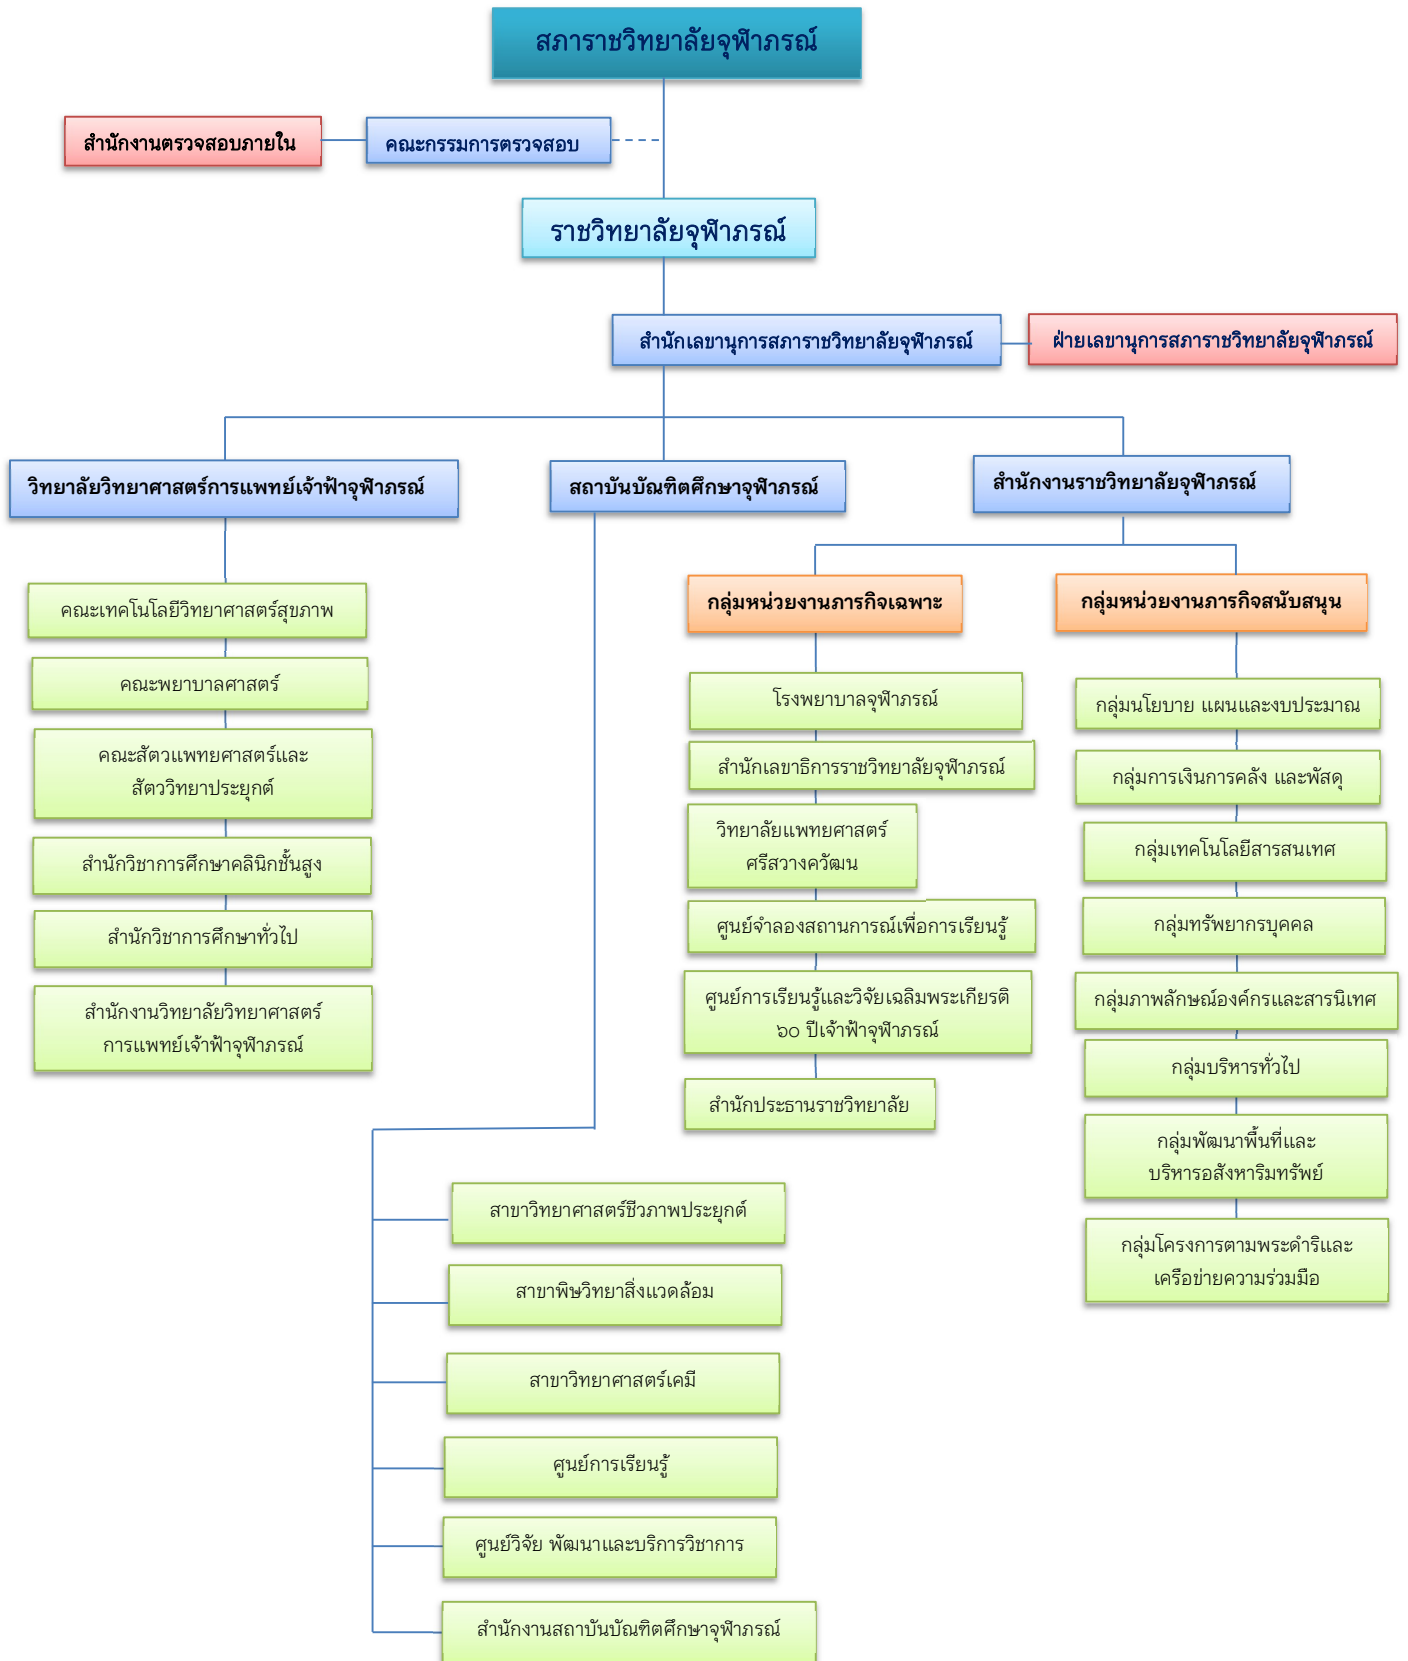 สภาราชวิทยาลัยจุฬาภรณ์
สำนักงานตรวจสอบภายใน
คณะกรรมการตรวจสอบ
ราชวิทยาลัยจุฬาภรณ์
สำนักเลขานุการสภาราชวิทยาลัยจุฬาภรณ์
ฝ่ายเลขานุการสภาราชวิทยาลัยจุฬาภรณ์
วิทยาลัยวิทยาศาสตร์การแพทย์เจ้าฟ้าจุฬาภรณ์
สถาบันบัณฑิตศึกษาจุฬาภรณ์
สำนักงานราชวิทยาลัยจุฬาภรณ์
คณะเทคโนโลยีวิทยาศาสตร์สุขภาพ
คณะพยาบาลศาสตร์
คณะสัตวแพทยศาสตร์และ
สัตววิทยาประยุกต์
สำนักวิชาการศึกษาคลินิกชั้นสูง
สำนักวิชาการศึกษาทั่วไป
สำนักงานวิทยาลัยวิทยาศาสตร์
การแพทย์เจ้าฟ้าจุฬาภรณ์
กลุ่มหน่วยงานภารกิจเฉพาะ
โรงพยาบาลจุฬาภรณ์
สำนักเลขาธิการราชวิทยาลัยจุฬาภรณ์
วิทยาลัยแพทยศาสตร์
ศรีสวางควัฒน
ศูนย์จำลองสถานการณ์เพื่อการเรียนรู้
ศูนย์การเรียนรู้และวิจัยเฉลิมพระเกียรติ
๖๐ ปีเจ้าฟ้าจุฬาภรณ์
สำนักประธานราชวิทยาลัย
กลุ่มหน่วยงานภารกิจสนับสนุน
กลุ่มนโยบาย แผนและงบประมาณ
กลุ่มการเงินการคลัง และพัสดุ
กลุ่มเทคโนโลยีสารสนเทศ
กลุ่มทรัพยากรบุคคล
กลุ่มภาพลักษณ์องค์กรและสารนิเทศ
กลุ่มบริหารทั่วไป
กลุ่มพัฒนาพื้นที่และ
บริหารอสังหาริมทรัพย์
กลุ่มโครงการตามพระดำริและ
เครือข่ายความร่วมมือ
สาขาวิทยาศาสตร์ชีวภาพประยุกต์
สาขาพิษวิทยาสิ่งแวดล้อม
สาขาวิทยาศาสตร์เคมี
ศูนย์การเรียนรู้
ศูนย์วิจัย พัฒนาและบริการวิชาการ
สำนักงานสถาบันบัณฑิตศึกษาจุฬาภรณ์